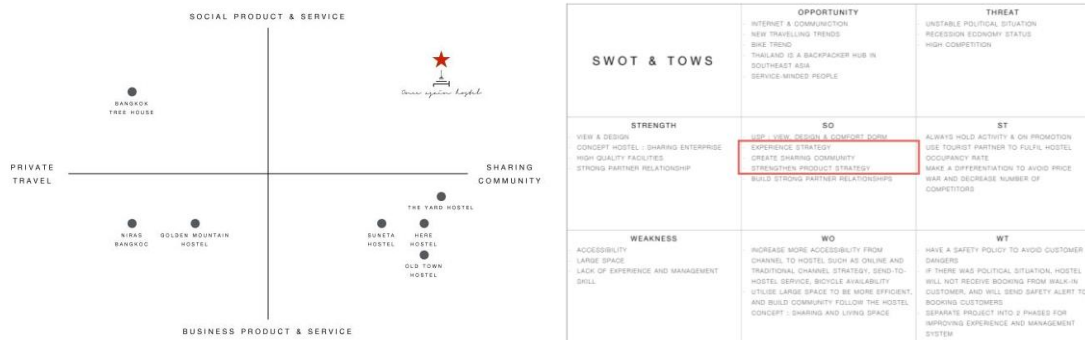 SOCIAL PRODUCT & SERVICE
Once again hostel
BANGKOK
TREE HOUSE
PRIVATE
TRAVEL
SHARING
COMMUNITY
THE YARD HOSTEL
NIRAS
BANGKOC
GOLDEN MOUNTAIN
HOSTEL
SUNETA
HOSTEL
HERE
HOSTEL
OLD TOWN
HOSTEL
BUSINESS PRODUCT & SERVICE
SWOT & TOWS
OPPORTUNITY
INTERNET & COMMUNICTION
NEW TRAVELLING TRENDS
BIKE TREND
THAILAND IS A BACKPACKER HUB IN
SOUTHEAST ASIA
SERVICE-MINDED PEOPLE
THREAT
- UNSTABLE POLITICAL SITUATION
- RECESSION ECONOMY STATUS
- HIGH COMPETITION
STRENGTH
- VIEW & DESIGN
- CONCEPT HOSTEL : SHARING ENTERPRISE
HIGH QUALITY FACILITIES
- STRONG PARTNER RELATIONSHIP
SO
USP : VIEW, DESIGN & COMFORT DORM
EXPERIENCE STRATEGY
CREATE SHARING COMMUNITY
STRENGTHEN PRODUCT STRATEGY
BUILD STRONG PARTNER RELATIONSHIPS
ST
ALWAYS HOLD ACTIVITY & ON PROMOTION
USE TOURIST PARTNER TO FULFIL HOSTEL
OCCUPANCY RATE
MAKE A DIFFERENTIATION TO AVOID PRICE
WAR AND DECREASE NUMBER OF
COMPETITORS
WEAKNESS
- ACCESSIBILITY
- LARGE SPACE
- LACK OF EXPERIENCE AND MANAGEMENT
SKILL
WO
INCREASE MORE ACCESSIBILITY FROM
CHANNEL TO HOSTEL SUCH AS ONLINE AND
TRADITIONAL CHANNEL STRATEGY, SEND-TO-
HOSTEL SERVICE, BICYCLE AVAILABILITY
- UTILISE LARGE SPACE TO BE MORE EFFICIENT,
AND BUILD COMMUNITY FOLLOW THE HOSTEL
CONCEPT : SHARING AND LIVING SPACE
WT
- HAVE A SAFETY POLICY TO AVOID CUSTOMER
DANGERS
- IF THERE WAS POLITICAL SITUATION, HOSTEL
WILL NOT RECEIVE BOOKING FROM WALK-IN
CUSTOMER, AND WILL SEND SAFETY ALERT TO
BOOKING CUSTOMERS
- SEPARATE PROJECT INTO 2 PHASES FOR
IMPROVING EXPERIENCE AND MANAGEMENT
SYSTEM